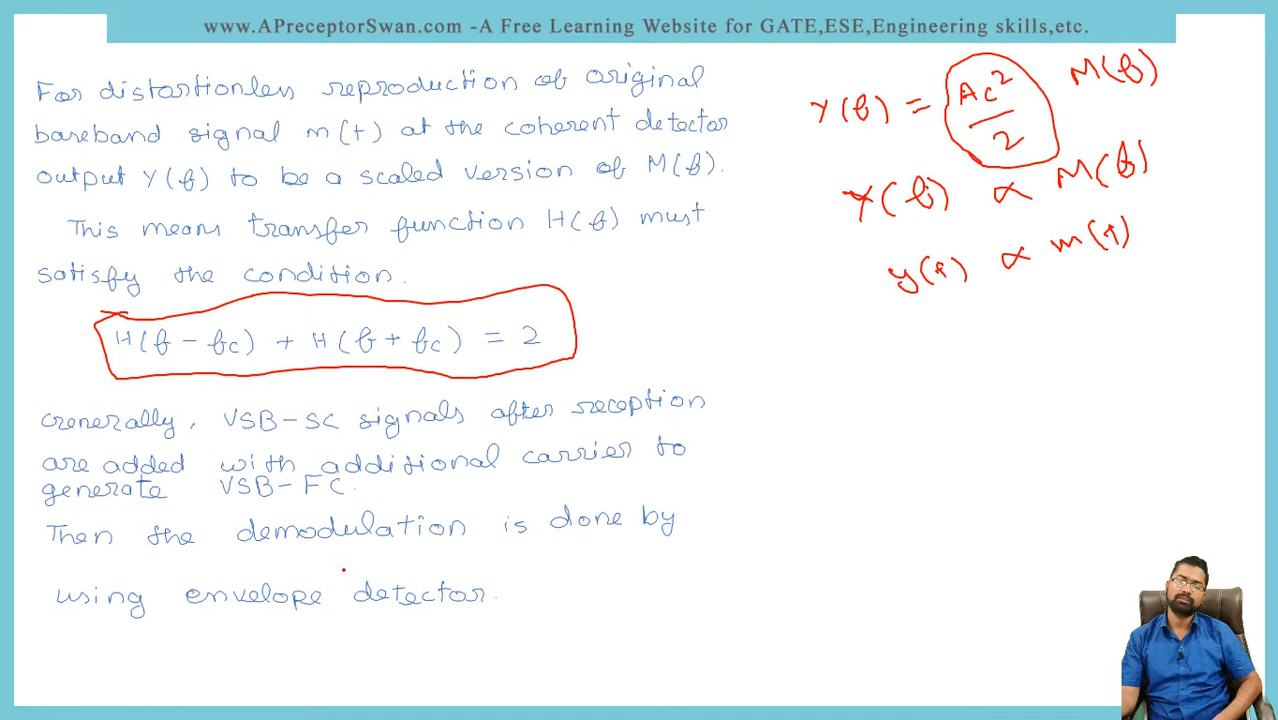 www.APreceptorSwan.com -A Free Learning Website for GATE,ESE,Engineering skills,etc.
For distortionless reproduction of original
baseband signal m(t) at the coherent detector
output Y(f) to be a scaled version of M(f).
This means transfer function H(f) must
satisfy the condition.
H(f - fc) + H(f + fc) = 2
Generally, VSB-SC signals after reception
are added with additional carrier to
generate VSB-FC.
Then the demodulation is done by
using envelope detector.
Y(f) = Ac²/2 M(f)
Y(f) ∝ M(f)
y(t) ∝ m(t)